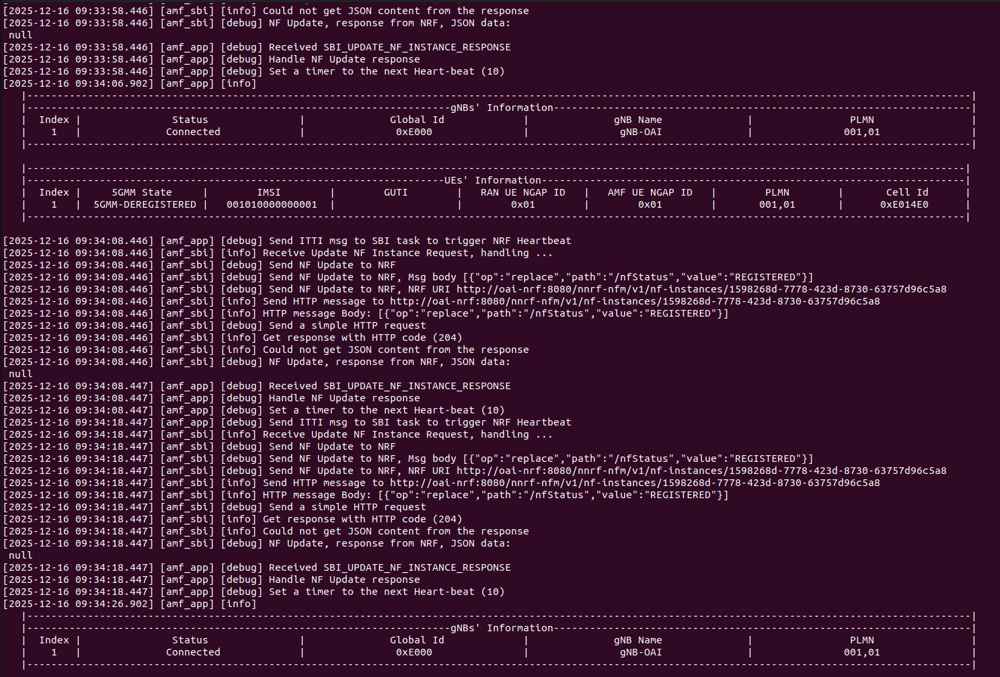 [2025-12-16 09:33:58.446] [amf_sbi] [info] Could not get JSON content from the response
[2025-12-16 09:33:58.446] [amf_sbi] [debug] NF Update, response from NRF, JSON data:
 null
[2025-12-16 09:33:58.446] [amf_app] [debug] Received SBI_UPDATE_NF_INSTANCE_RESPONSE
[2025-12-16 09:33:58.446] [amf_app] [debug] Handle NF Update response
[2025-12-16 09:33:58.446] [amf_app] [debug] Set a timer to the next Heart-beat (10)
[2025-12-16 09:34:06.902] [amf_app] [info]
|----------------------------------------------------------------------------------------------------------------------------------------------------------|
|----------------------------------------------------------------------gNBs' Information---------------------------------------------------------------------|
| Index | Status | Global Id | gNB Name | PLMN |
| 1 | Connected | 0xE000 | gNB-OAI | 001,01 |
|----------------------------------------------------------------------------------------------------------------------------------------------------------|
|---------------------------------------------------------------------------------------------------------------------------------------------------------|
|---------------------------------------------------------------------UEs' Information----------------------------------------------------------------------|
| Index | 5GMM State | IMSI | GUTI | RAN UE NGAP ID | AMF UE NGAP ID | PLMN | Cell Id |
| 1 | 5GMM-DEREGISTERED | 001010000000001 | | 0x01 | 0x01 | 001,01 | 0xE014E0 |
|---------------------------------------------------------------------------------------------------------------------------------------------------------|
[2025-12-16 09:34:08.446] [amf_app] [debug] Send ITTI msg to SBI task to trigger NRF Heartbeat
[2025-12-16 09:34:08.446] [amf_sbi] [info] Receive Update NF Instance Request, handling ...
[2025-12-16 09:34:08.446] [amf_sbi] [debug] Send NF Update to NRF
[2025-12-16 09:34:08.446] [amf_sbi] [debug] Send NF Update to NRF, Msg body [{"op":"replace","path":"/nfStatus","value":"REGISTERED"}]
[2025-12-16 09:34:08.446] [amf_sbi] [debug] Send NF Update to NRF, NRF URI http://oai-nrf:8080/nnrf-nfm/v1/nf-instances/1598268d-7778-423d-8730-63757d96c5a8
[2025-12-16 09:34:08.446] [amf_sbi] [info] Send HTTP message to http://oai-nrf:8080/nnrf-nfm/v1/nf-instances/1598268d-7778-423d-8730-63757d96c5a8
[2025-12-16 09:34:08.446] [amf_sbi] [info] HTTP message Body: [{"op":"replace","path":"/nfStatus","value":"REGISTERED"}]
[2025-12-16 09:34:08.446] [amf_sbi] [debug] Send a simple HTTP request
[2025-12-16 09:34:08.446] [amf_sbi] [info] Get response with HTTP code (204)
[2025-12-16 09:34:08.446] [amf_sbi] [info] Could not get JSON content from the response
[2025-12-16 09:34:08.446] [amf_sbi] [debug] NF Update, response from NRF, JSON data:
 null
[2025-12-16 09:34:08.447] [amf_app] [debug] Received SBI_UPDATE_NF_INSTANCE_RESPONSE
[2025-12-16 09:34:08.447] [amf_app] [debug] Handle NF Update response
[2025-12-16 09:34:08.447] [amf_app] [debug] Set a timer to the next Heart-beat (10)
[2025-12-16 09:34:18.447] [amf_app] [debug] Send ITTI msg to SBI task to trigger NRF Heartbeat
[2025-12-16 09:34:18.447] [amf_sbi] [info] Receive Update NF Instance Request, handling ...
[2025-12-16 09:34:18.447] [amf_sbi] [debug] Send NF Update to NRF
[2025-12-16 09:34:18.447] [amf_sbi] [debug] Send NF Update to NRF, Msg body [{"op":"replace","path":"/nfStatus","value":"REGISTERED"}]
[2025-12-16 09:34:18.447] [amf_sbi] [debug] Send NF Update to NRF, NRF URI http://oai-nrf:8080/nnrf-nfm/v1/nf-instances/1598268d-7778-423d-8730-63757d96c5a8
[2025-12-16 09:34:18.447] [amf_sbi] [info] Send HTTP message to http://oai-nrf:8080/nnrf-nfm/v1/nf-instances/1598268d-7778-423d-8730-63757d96c5a8
[2025-12-16 09:34:18.447] [amf_sbi] [info] HTTP message Body: [{"op":"replace","path":"/nfStatus","value":"REGISTERED"}]
[2025-12-16 09:34:18.447] [amf_sbi] [debug] Send a simple HTTP request
[2025-12-16 09:34:18.447] [amf_sbi] [info] Get response with HTTP code (204)
[2025-12-16 09:34:18.447] [amf_sbi] [info] Could not get JSON content from the response
[2025-12-16 09:34:18.447] [amf_sbi] [debug] NF Update, response from NRF, JSON data:
 null
[2025-12-16 09:34:18.447] [amf_app] [debug] Received SBI_UPDATE_NF_INSTANCE_RESPONSE
[2025-12-16 09:34:18.447] [amf_app] [debug] Handle NF Update response
[2025-12-16 09:34:18.447] [amf_app] [debug] Set a timer to the next Heart-beat (10)
[2025-12-16 09:34:26.902] [amf_app] [info]
|----------------------------------------------------------------------------------------------------------------------------------------------------------|
|----------------------------------------------------------------------gNBs' Information---------------------------------------------------------------------|
| Index | Status | Global Id | gNB Name | PLMN |
| 1 | Connected | 0xE000 | gNB-OAI | 001,01 |
|----------------------------------------------------------------------------------------------------------------------------------------------------------|